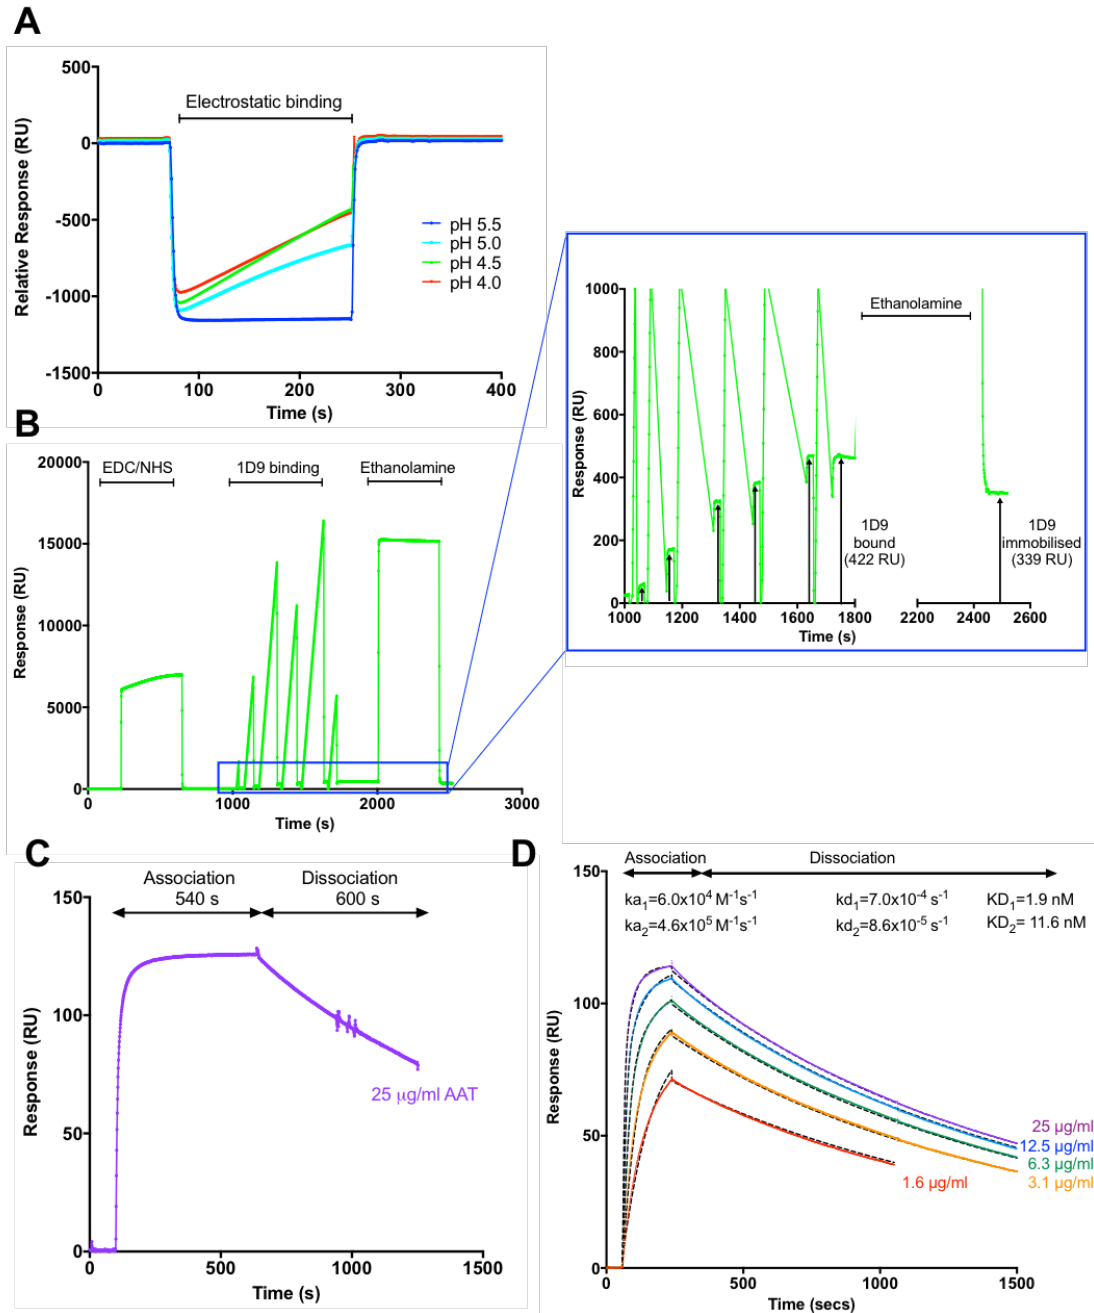 A
500
0
-500
-1000
-1500
0
100
200
300
400
Relative Response (RU)
Time (s)
Electrostatic binding
pH 5.5
pH 5.0
pH 4.5
pH 4.0
B
20000
15000
10000
5000
0
0
1000
2000
3000
Response (RU)
Time (s)
EDC/NHS
1D9 binding
Ethanolamine
1000
800
600
400
200
0
1000
1200
1400
1600
1800
2200
2400
2600
Response (RU)
Time (s)
Ethanolamine
1D9
bound
(422 RU)
1D9
immobilised
(339 RU)
C
Association
540 s
Dissociation
600 s
150
100
50
0
0
500
1000
1500
Response (RU)
Time (s)
25 μg/ml AAT
D
Association
Dissociation
ka1=6.0x10⁴ M⁻¹s⁻¹
kd1=7.0x10⁻⁴ s⁻¹
KD1=1.9 nM
ka2=4.6x10⁵ M⁻¹s⁻¹
kd2=8.6x10⁻⁵ s⁻¹
KD2= 11.6 nM
150
100
50
0
0
500
1000
1500
Response (RU)
Time (secs)
25 μg/ml
12.5 μg/ml
6.3 μg/ml
3.1 μg/ml
1.6 μg/ml